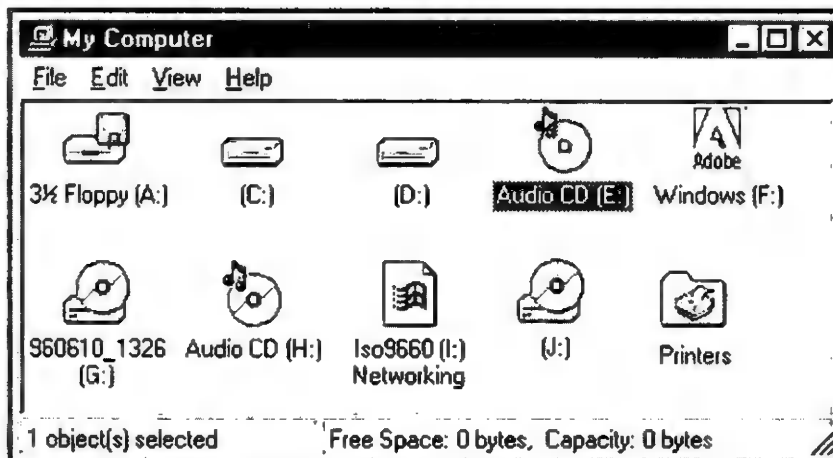 My Computer
File Edit View Help
3½ Floppy (A:) (C:) (D:) Audio CD (E:) Adobe Windows (F:)
960610_1326 (G:) Audio CD (H:) Iso9660 (I:) Networking (J:) Printers
1 object(s) selected Free Space: 0 bytes, Capacity: 0 bytes